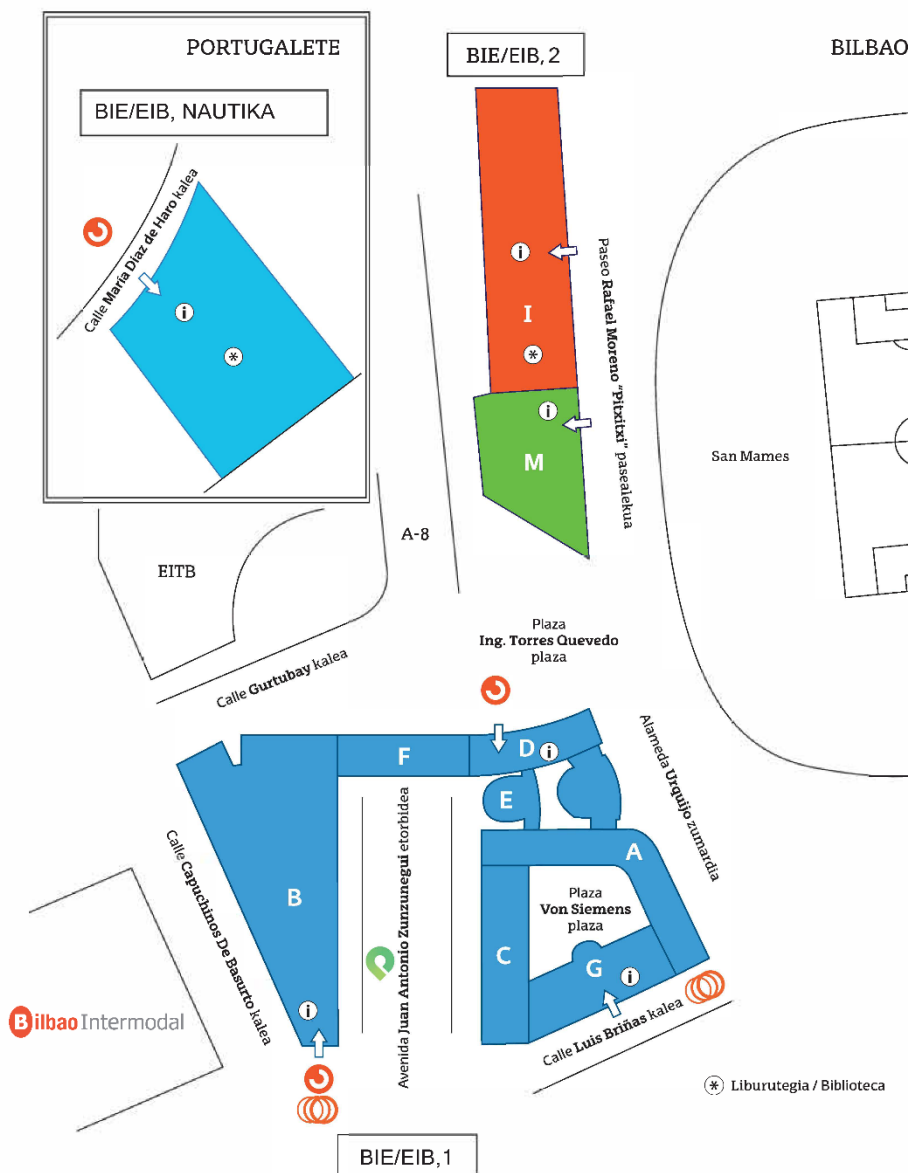 PORTUGALETE
BIE/EIB, NAUTIKA
Calle María Díaz de Haro kalea
i
*
BIE/EIB, 2
i
I
*
i
M
Paseo Rafael Moreno "Pitxitxi" pasealekua
BILBAO
San Mames
A-8
EITB
Calle Gurtubay kalea
Plaza
Ing. Torres Quevedo
plaza
F
D
i
E
A
Alameda Urquijo zumardia
B
i
Calle Capuchinos De Basurto kalea
Avenida Juan Antonio Zunzunegui etorbidea
C
Plaza
Von Siemens
plaza
G
i
Calle Luis Briñas kalea
Bilbao Intermodal
* Liburutegia / Biblioteca
BIE/EIB,1